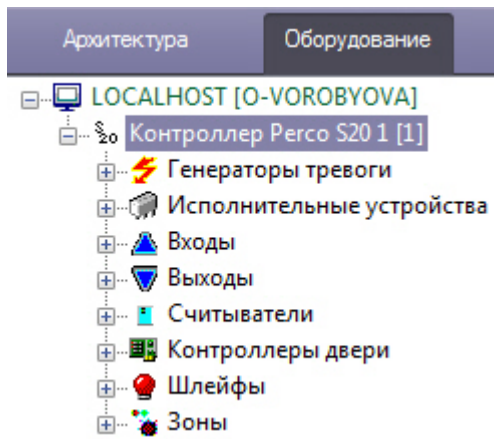 Архитектура Оборудование
LOCALHOST [O-VOROBYOVA]
S20 Контроллер Perco S20 1 [1]
Генераторы тревоги
Исполнительные устройства
Входы
Выходы
Считыватели
Контроллеры двери
Шлейфы
Зоны